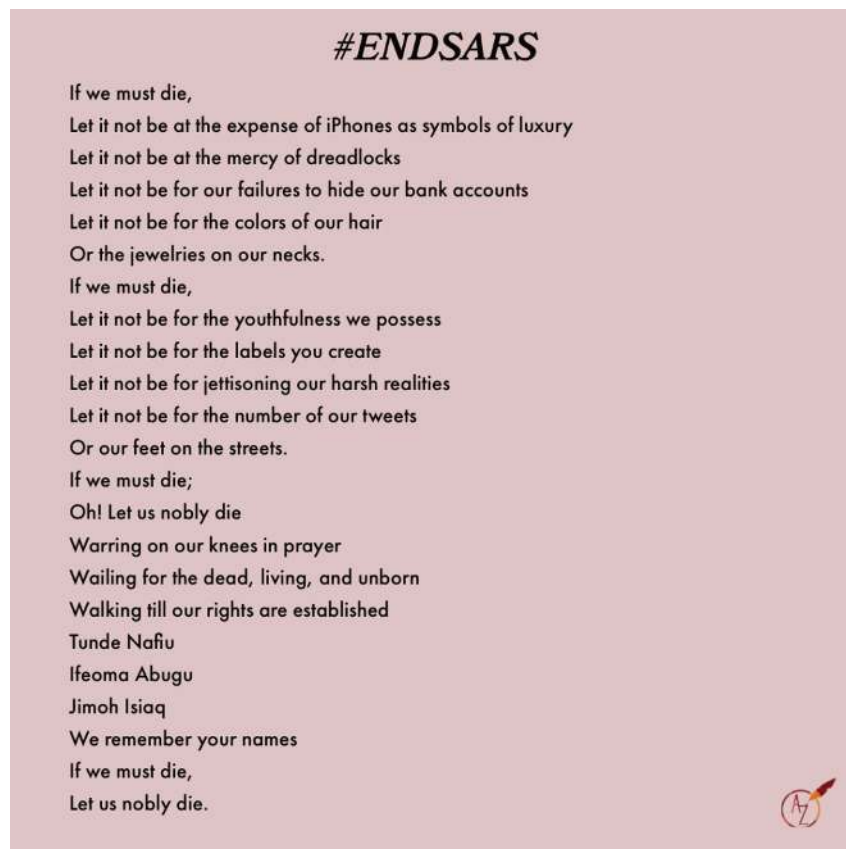 #ENDSARS
If we must die,
Let it not be at the expense of iPhones as symbols of luxury
Let it not be at the mercy of dreadlocks
Let it not be for our failures to hide our bank accounts
Let it not be for the colors of our hair
Or the jewelries on our necks.
If we must die,
Let it not be for the youthfulness we possess
Let it not be for the labels you create
Let it not be for jettisoning our harsh realities
Let it not be for the number of our tweets
Or our feet on the streets.
If we must die;
Oh! Let us nobly die
Warring on our knees in prayer
Wailing for the dead, living, and unborn
Walking till our rights are established
Tunde Nafiu
Ifeoma Abugu
Jimoh Isiaq
We remember your names
If we must die,
Let us nobly die.
AZ